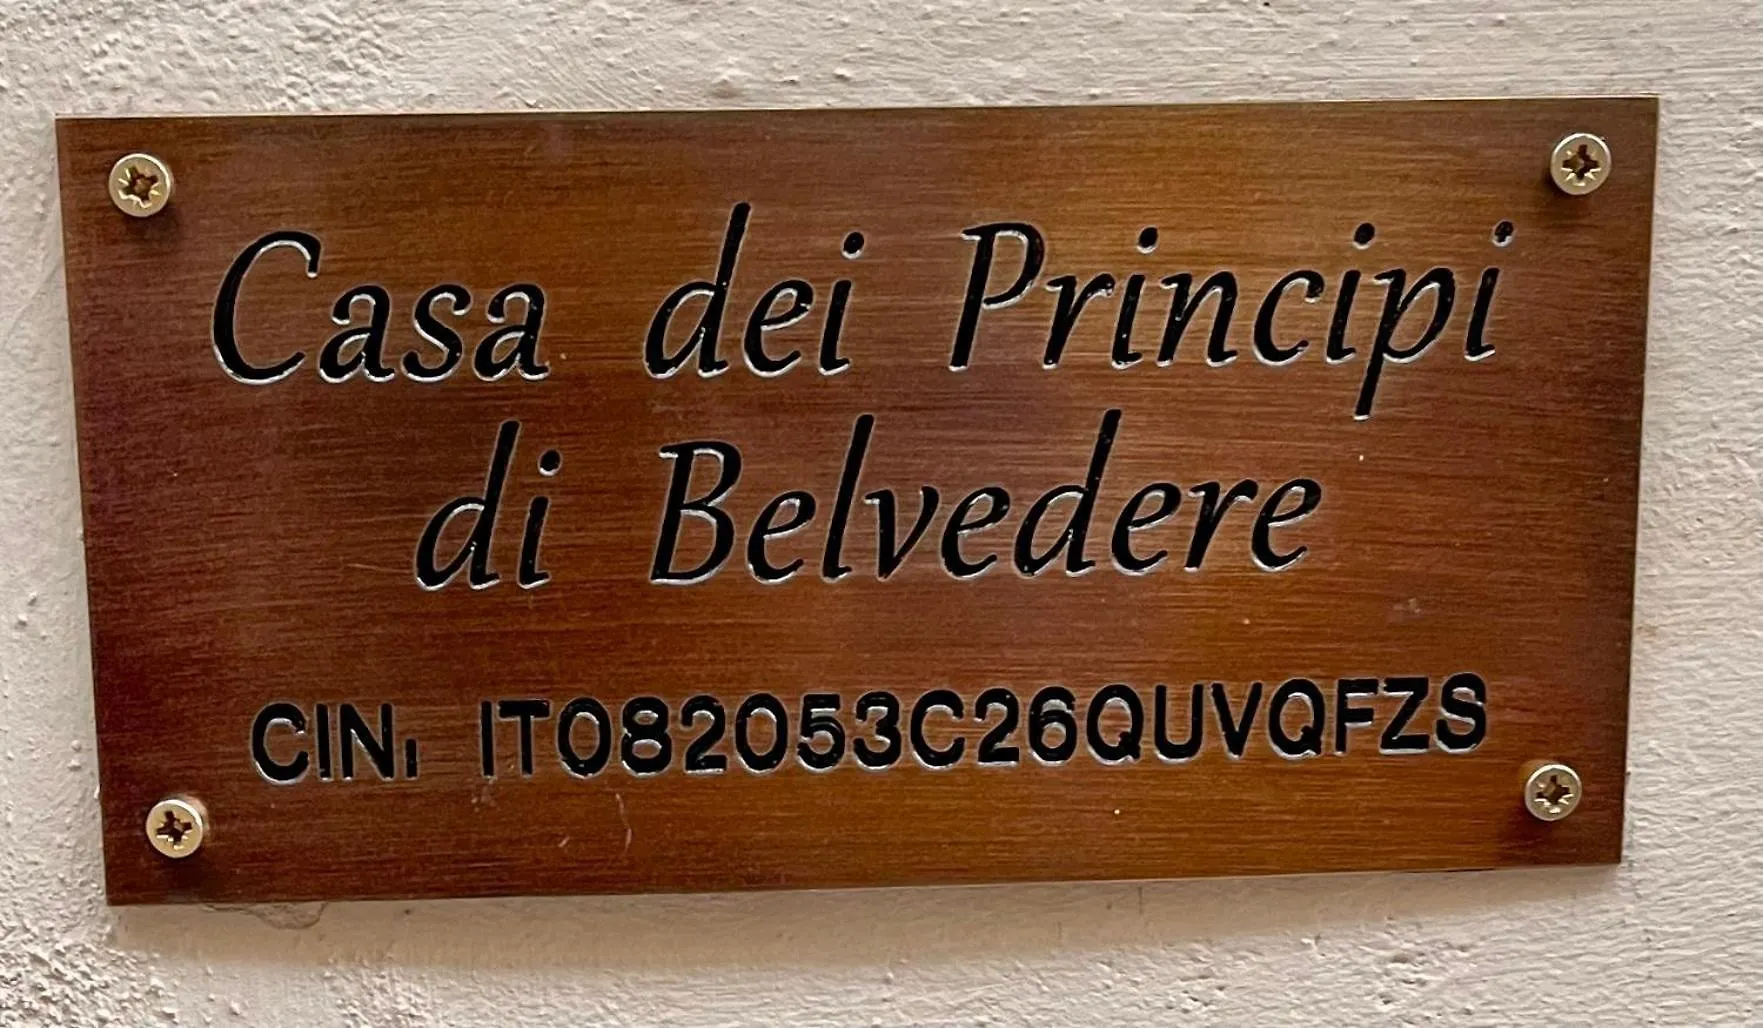 Casa dei Principi
di Belvedere
CIN: IT082053C26QUVQFZS